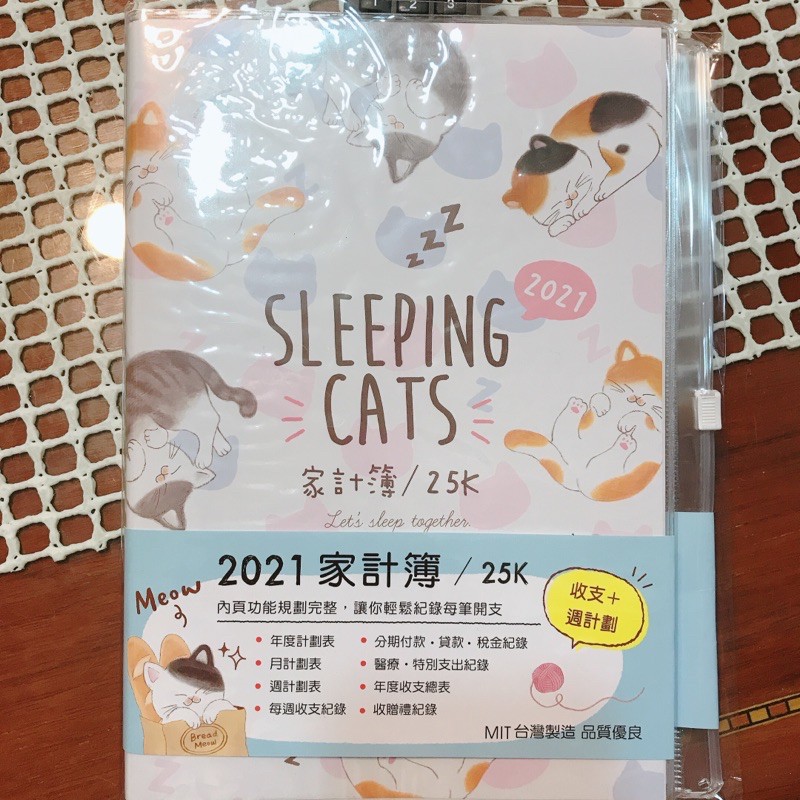 1 2 3
zzz
2021
SLEEPING
CATS
家計簿/25K
Let's sleep together.
Meow
2021 家計簿 / 25K
內頁功能規劃完整，讓你輕鬆紀錄每筆開支
收支+
週計劃
• 年度計劃表
• 月計劃表
• 週計劃表
• 每週收支紀錄
• 分期付款・貸款・稅金紀錄
• 醫療・特別支出紀錄
• 年度收支總表
• 收贈禮紀錄
Bread
Meow
MIT台灣製造 品質優良